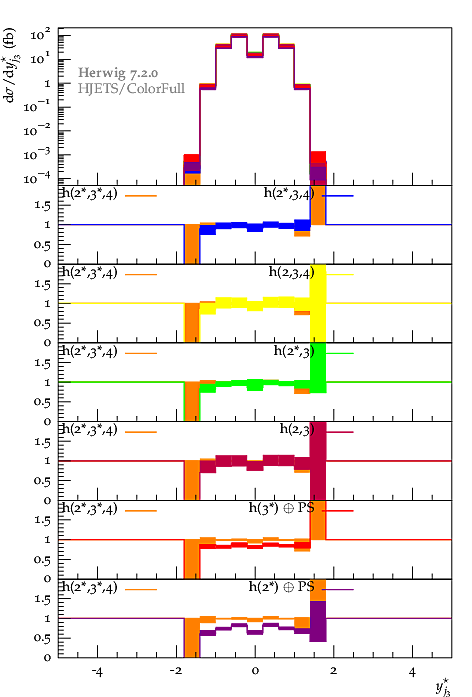 dσ/dy*j3 (fb)
10²
10¹
1
10⁻¹
10⁻²
10⁻³
10⁻⁴
Herwig 7.2.0
HJETS/ColorFull
h(2*,3*,4) h(2*,3,4)
1.5
1
0.5
0
h(2*,3*,4) h(2,3,4)
1.5
1
0.5
0
h(2*,3*,4) h(2*,3)
1.5
1
0.5
0
h(2*,3*,4) h(2,3)
1.5
1
0.5
0
h(2*,3*,4) h(3*) ⊕ PS
1.5
1
0.5
0
h(2*,3*,4) h(2*) ⊕ PS
1.5
1
0.5
0
-4 -2 0 2 4
y*j3